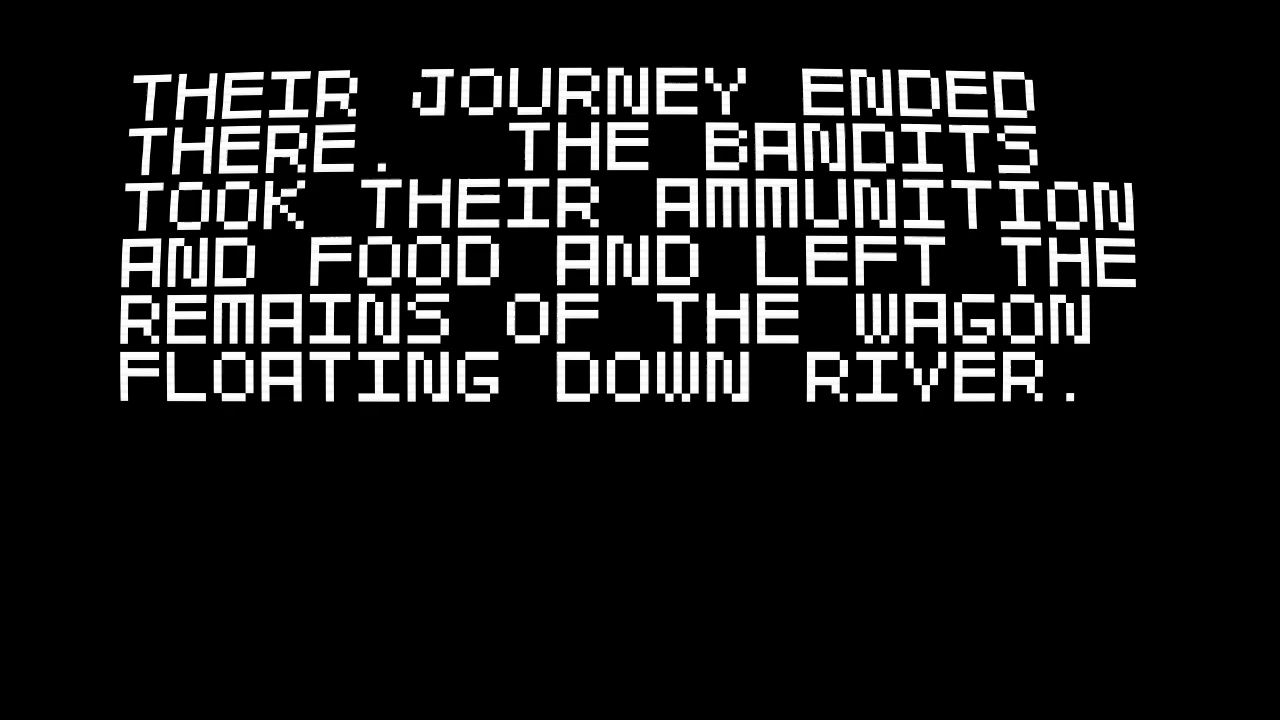 THEIR JOURNEY ENDED
THERE.  THE BANDITS
TOOK THEIR AMMUNITION
AND FOOD AND LEFT THE
REMAINS OF THE WAGON
FLOATING DOWN RIVER.